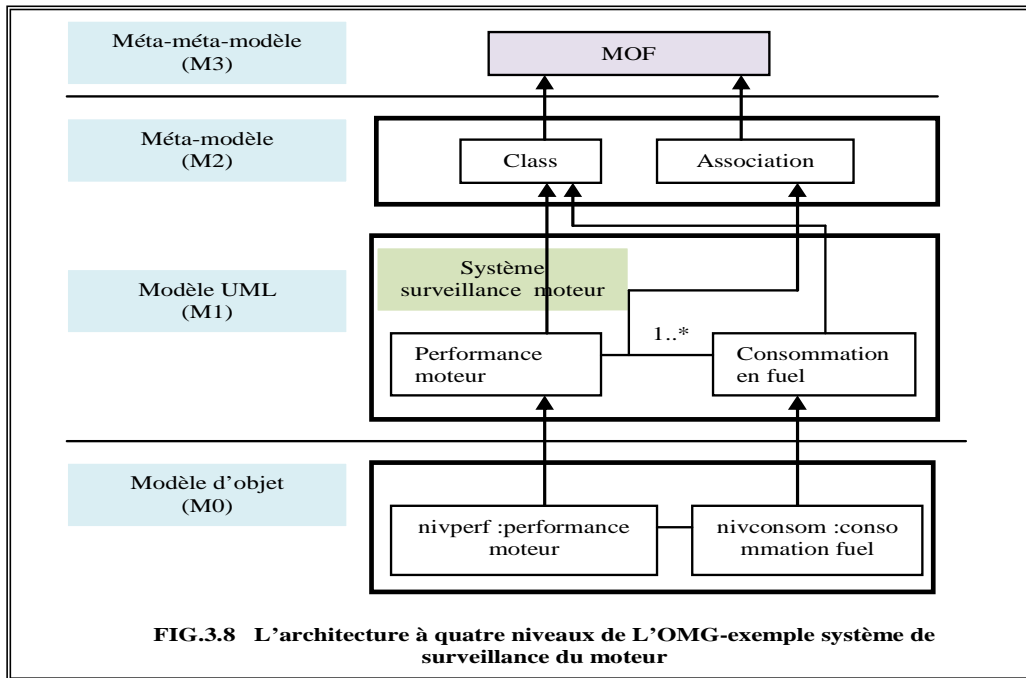 Méta-méta-modèle
(M3)
MOF
Méta-modèle
(M2)
Class
Association
Système
surveillance moteur
Modèle UML
(M1)
1..*
Performance
moteur
Consommation
en fuel
Modèle d'objet
(M0)
nivperf :performance
moteur
nivconsom :conso
mmation fuel
FIG.3.8 L'architecture à quatre niveaux de L'OMG-exemple système de
surveillance du moteur